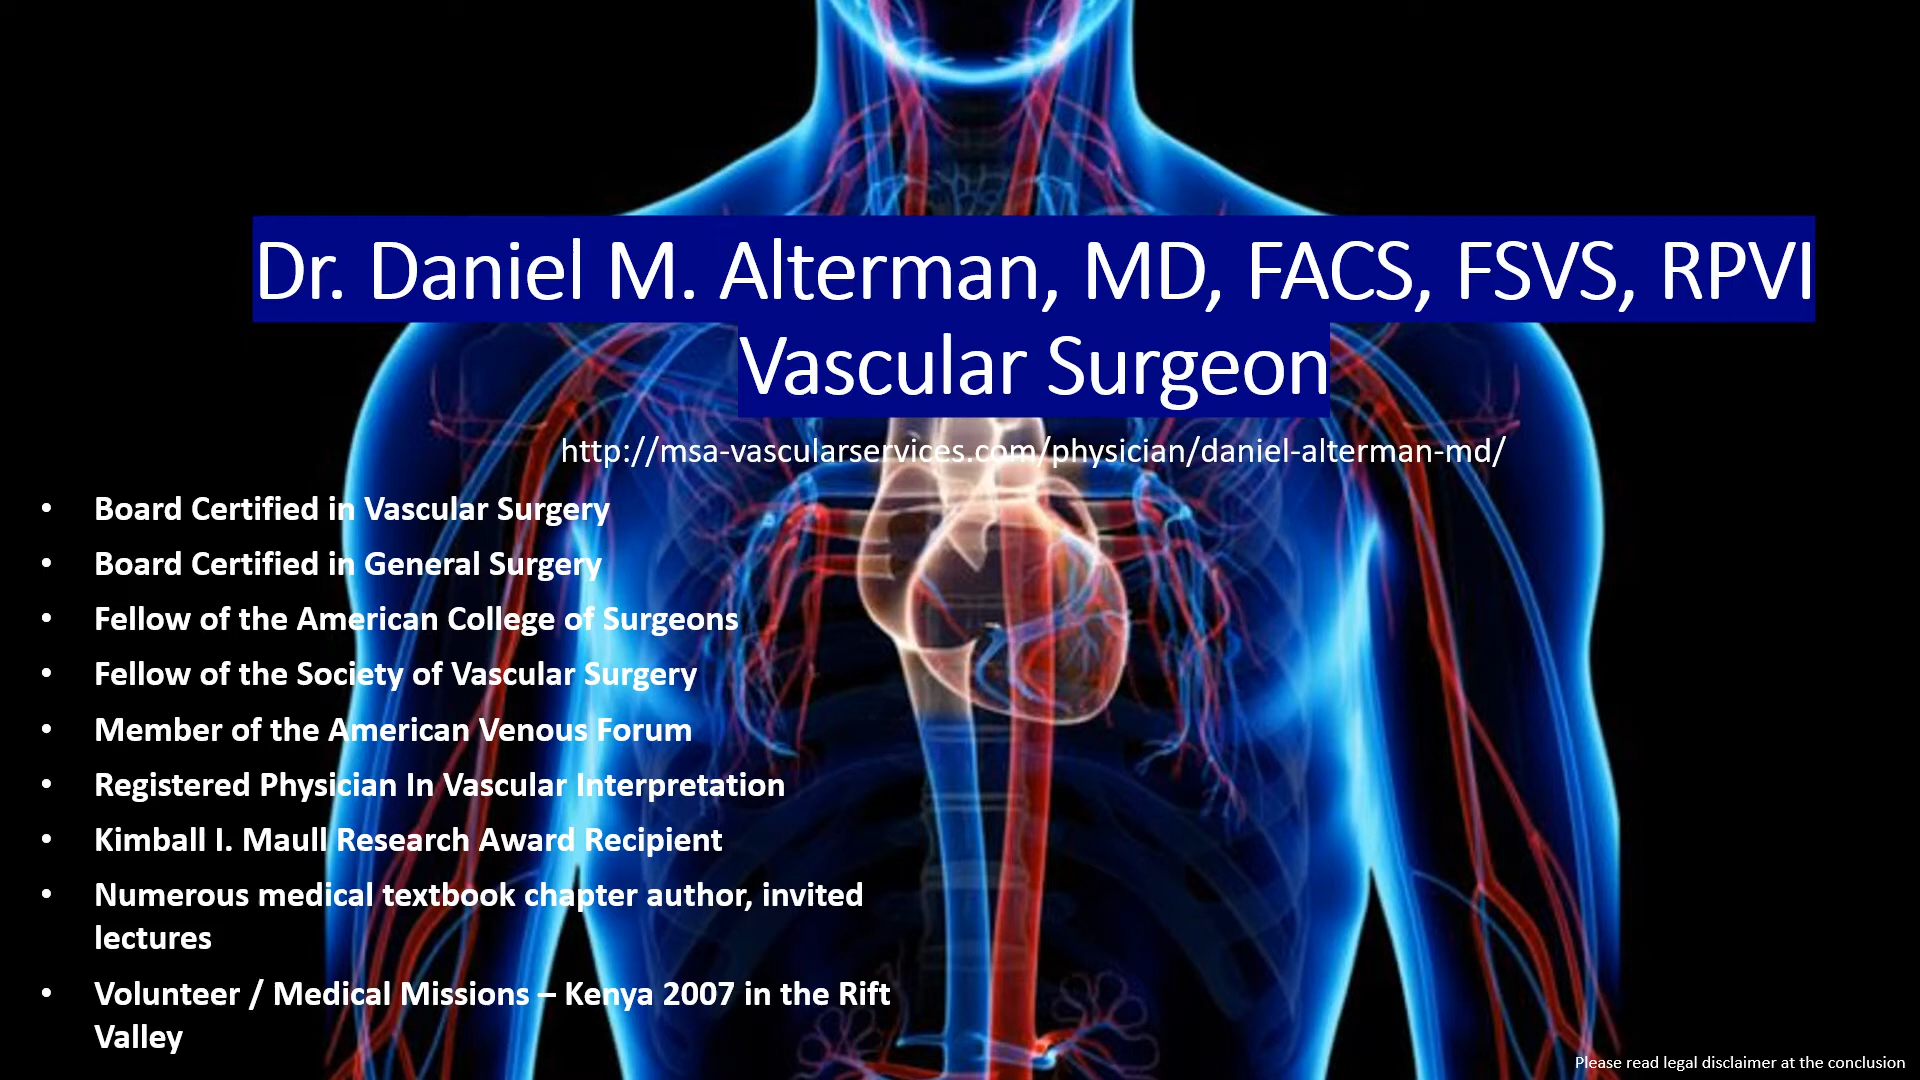 Dr. Daniel M. Alterman, MD, FACS, FSVS, RPVI
Vascular Surgeon
http://msa-vascularservices.com/physician/daniel-alterman-md/
• Board Certified in Vascular Surgery
• Board Certified in General Surgery
• Fellow of the American College of Surgeons
• Fellow of the Society of Vascular Surgery
• Member of the American Venous Forum
• Registered Physician In Vascular Interpretation
• Kimball I. Maull Research Award Recipient
• Numerous medical textbook chapter author, invited
lectures
• Volunteer / Medical Missions – Kenya 2007 in the Rift
Valley
Please read legal disclaimer at the conclusion